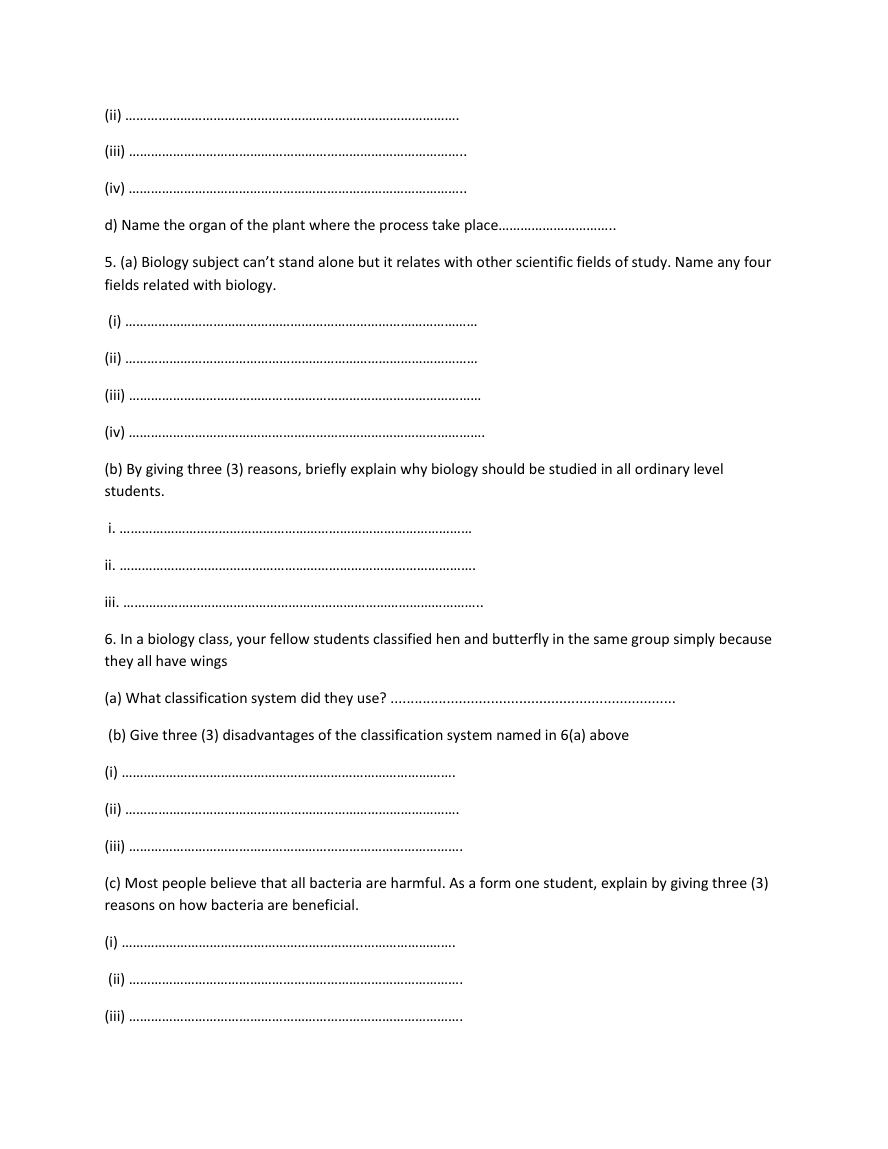 (ii) ……………………………………………………………………………….
(iii) ………………………………………………………………………………..
(iv) ………………………………………………………………………………..
d) Name the organ of the plant where the process take place…………………………..
5. (a) Biology subject can’t stand alone but it relates with other scientific fields of study. Name any four
fields related with biology.
(i) ……………………………………………………………………………………
(ii) ……………………………………………………………………………………
(iii) ……………………………………………………………………………………
(iv) …………………………………………………………………………………….
(b) By giving three (3) reasons, briefly explain why biology should be studied in all ordinary level
students.
i. ……………………………………………………………………………………
ii. …………………………………………………………………………………….
iii. ……………………………………………………………………………………..
6. In a biology class, your fellow students classified hen and butterfly in the same group simply because
they all have wings
(a) What classification system did they use? .....................................................................
(b) Give three (3) disadvantages of the classification system named in 6(a) above
(i) ……………………………………………………………………………….
(ii) ……………………………………………………………………………….
(iii) ……………………………………………………………………………….
(c) Most people believe that all bacteria are harmful. As a form one student, explain by giving three (3)
reasons on how bacteria are beneficial.
(i) ……………………………………………………………………………….
(ii) ……………………………………………………………………………….
(iii) ……………………………………………………………………………….